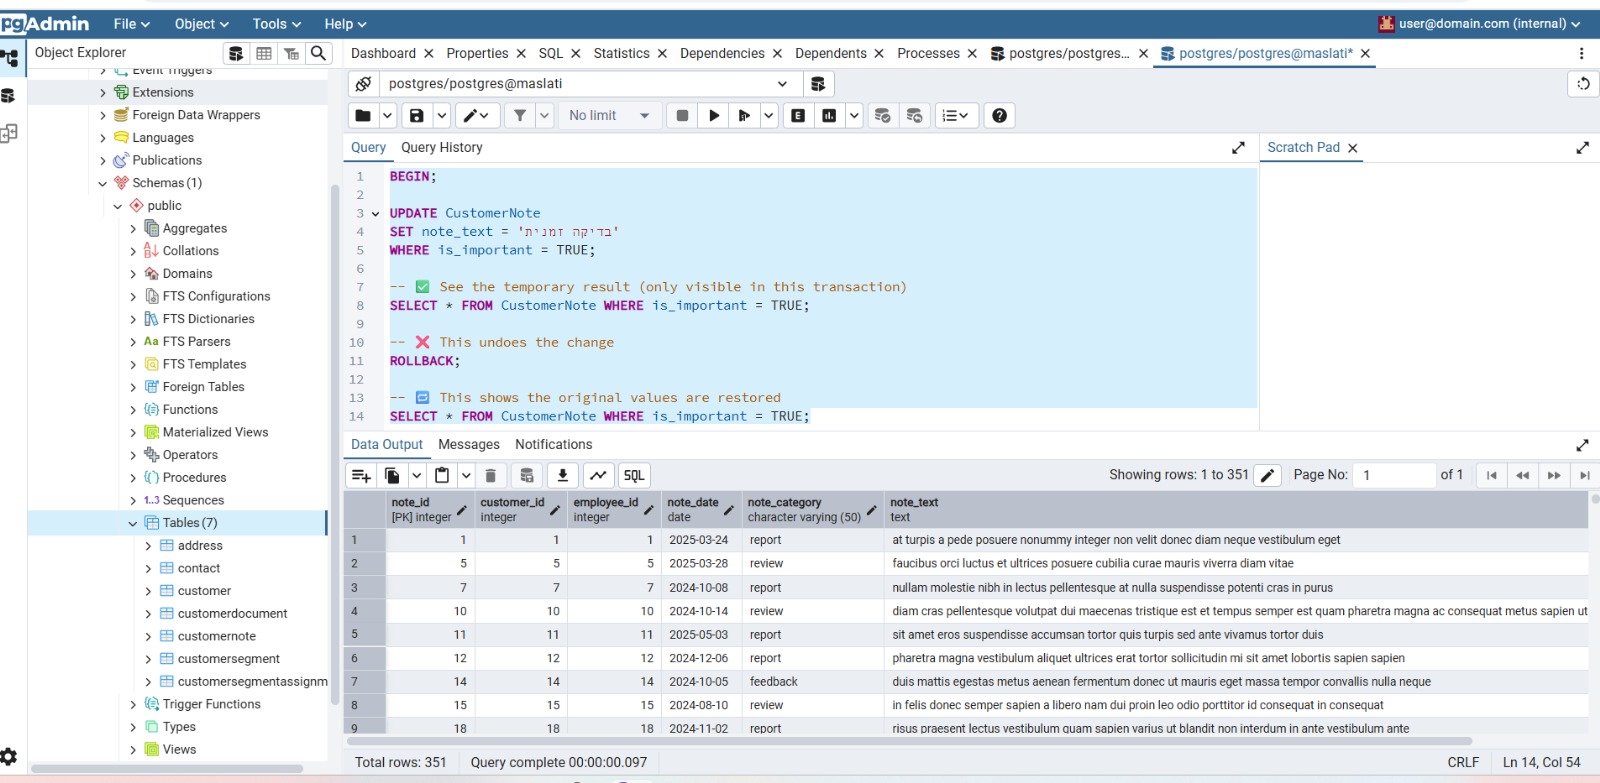 pgAdmin File Object Tools Help user@domain.com (internal)
Object Explorer
Dashboard Properties SQL Statistics Dependencies Dependents Processes postgres/postgres... postgres/postgres@maslati*
Event Triggers
Extensions
Foreign Data Wrappers
Languages
Publications
Schemas (1)
public
Aggregates
Collations
Domains
FTS Configurations
FTS Dictionaries
Aa FTS Parsers
FTS Templates
Foreign Tables
Functions
Materialized Views
Operators
Procedures
1..3 Sequences
Tables (7)
address
contact
customer
customerdocument
customernote
customersegment
customersegmentassignm
Trigger Functions
Types
Views
postgres/postgres@maslati
No limit E
Query Query History
Scratch Pad
1 BEGIN;
2
3 UPDATE CustomerNote
4 SET note_text = 'בדיקה זמנית'
5 WHERE is_important = TRUE;
6
7 -- ✅ See the temporary result (only visible in this transaction)
8 SELECT * FROM CustomerNote WHERE is_important = TRUE;
9
10 -- ❌ This undoes the change
11 ROLLBACK;
12
13 -- 🔁 This shows the original values are restored
14 SELECT * FROM CustomerNote WHERE is_important = TRUE;
Data Output Messages Notifications
SQL Showing rows: 1 to 351 Page No: 1 of 1
note_id customer_id employee_id note_date note_category note_text
[PK] integer integer integer date character varying (50) text
1 1 1 1 2025-03-24 report at turpis a pede posuere nonummy integer non velit donec diam neque vestibulum eget
2 5 5 5 2025-03-28 review faucibus orci luctus et ultrices posuere cubilia curae mauris viverra diam vitae
3 7 7 7 2024-10-08 report nullam molestie nibh in lectus pellentesque at nulla suspendisse potenti cras in purus
4 10 10 10 2024-10-14 review diam cras pellentesque volutpat dui maecenas tristique est et tempus semper est quam pharetra magna ac consequat metus sapien ut
5 11 11 11 2025-05-03 report sit amet eros suspendisse accumsan tortor quis turpis sed ante vivamus tortor duis
6 12 12 12 2024-12-06 report pharetra magna vestibulum aliquet ultrices erat tortor sollicitudin mi sit amet lobortis sapien sapien
7 14 14 14 2024-10-05 feedback duis mattis egestas metus aenean fermentum donec ut mauris eget massa tempor convallis nulla neque
8 15 15 15 2024-08-10 review in felis donec semper sapien a libero nam dui proin leo odio porttitor id consequat in consequat
9 18 18 18 2024-11-02 report risus praesent lectus vestibulum quam sapien varius ut blandit non interdum in ante vestibulum ante
Total rows: 351 Query complete 00:00:00.097 CRLF Ln 14, Col 54